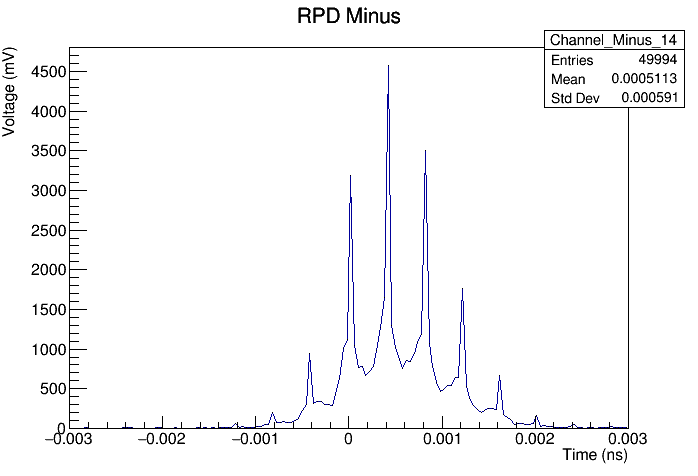 RPD Minus
Channel_Minus_14
Entries 49994
Mean 0.0005113
Std Dev 0.000591
Voltage (mV)
4500
4000
3500
3000
2500
2000
1500
1000
500
0
−0.003 −0.002 −0.001 0 0.001 0.002 0.003
Time (ns)